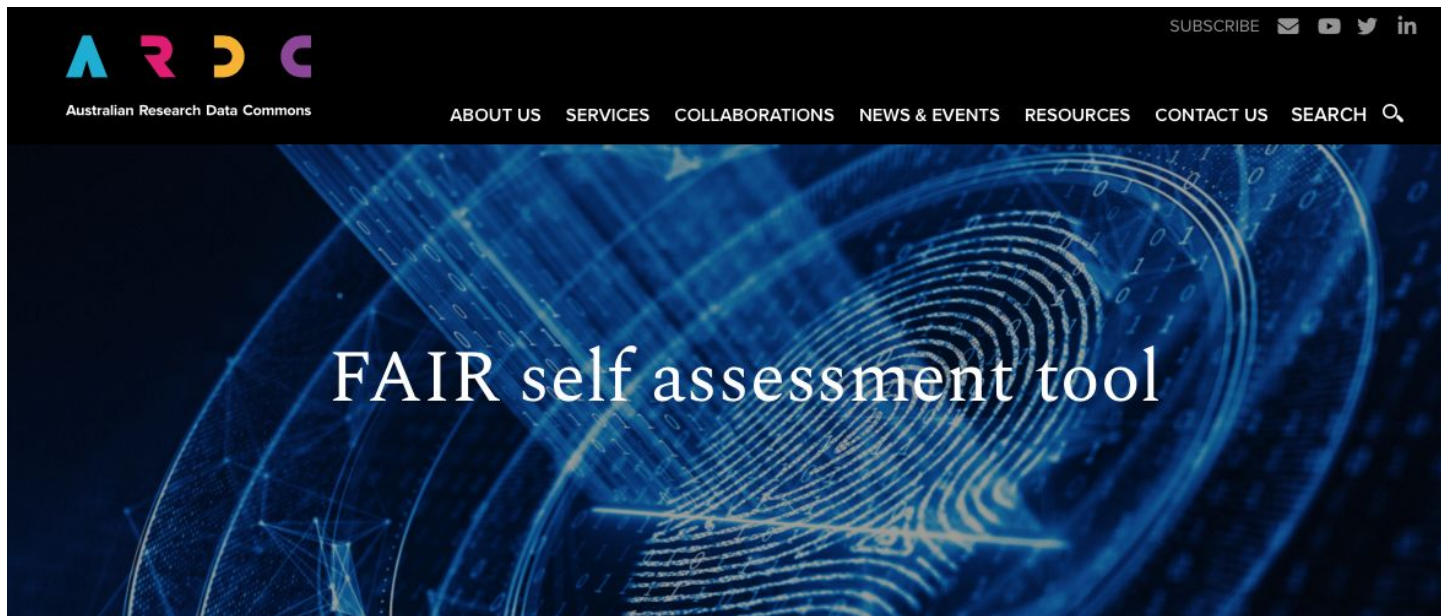 SUBSCRIBE
ARDC
Australian Research Data Commons
ABOUT US SERVICES COLLABORATIONS NEWS & EVENTS RESOURCES CONTACT US SEARCH
FAIR self assessment tool